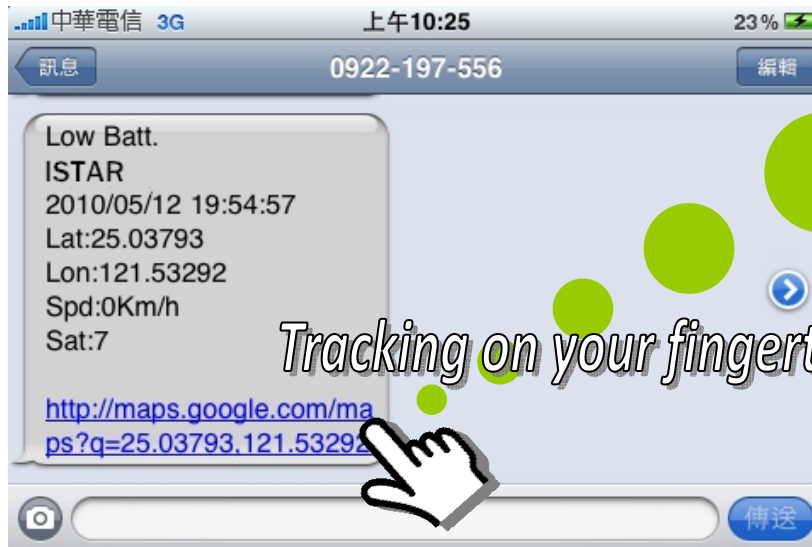 中華電信 3G 上午10:25 23%
訊息 0922-197-556 編輯
Low Batt.
ISTAR
2010/05/12 19:54:57
Lat:25.03793
Lon:121.53292
Spd:0Km/h
Sat:7
Tracking on your fingert
http://maps.google.com/ma
ps?q=25.03793,121.53292
傳送